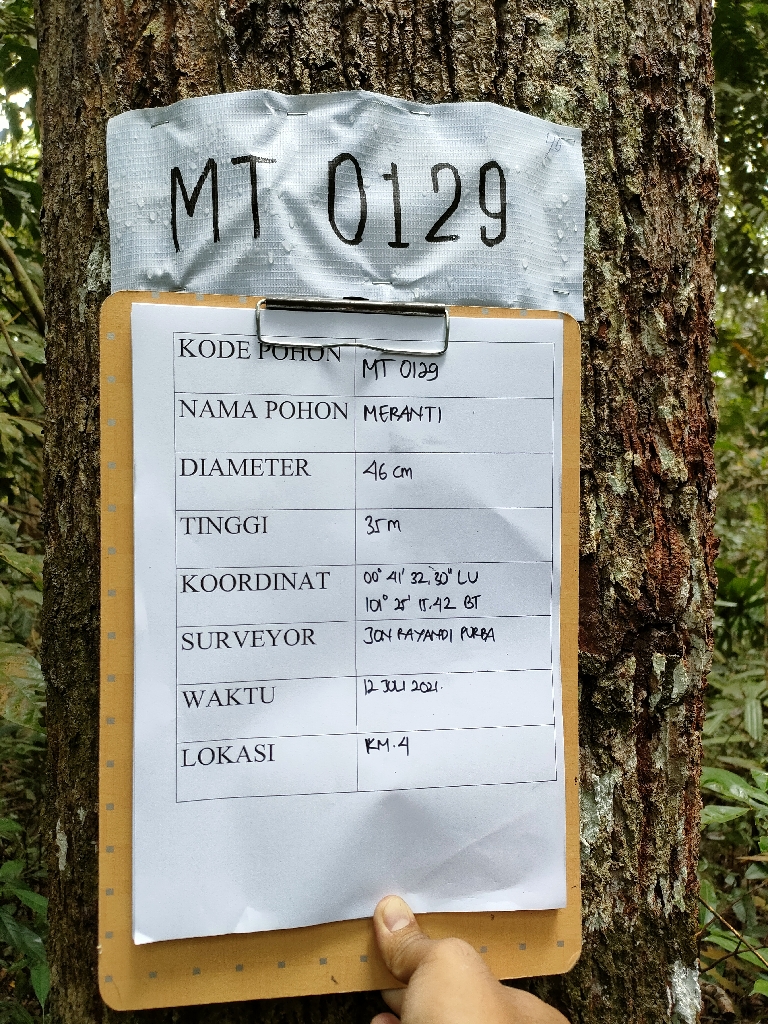 MT 0129
KODE POHON MT 0129
NAMA POHON MERANTI
DIAMETER 46 cm
TINGGI 35 m
KOORDINAT 00° 41' 32,30" LU
101° 25' 15.42 BT
SURVEYOR JON RAYANDI PURBA
WAKTU 12 JULI 2021.
LOKASI KM.4